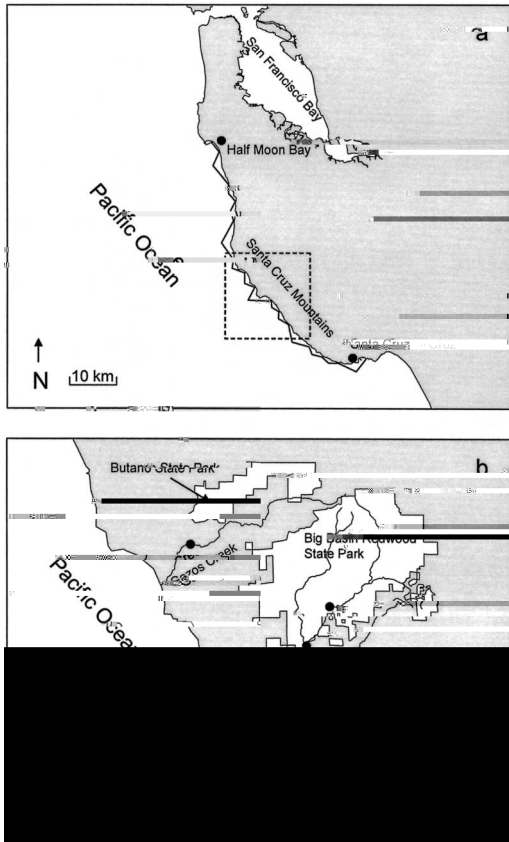 a
San Francisco Bay
Half Moon Bay
Pacific Ocean
Santa Cruz Mountains
Santa Cruz
N
10 km
b
Butano State Park
Big Basin Redwood
State Park
Gazos Creek
Pacific Ocean